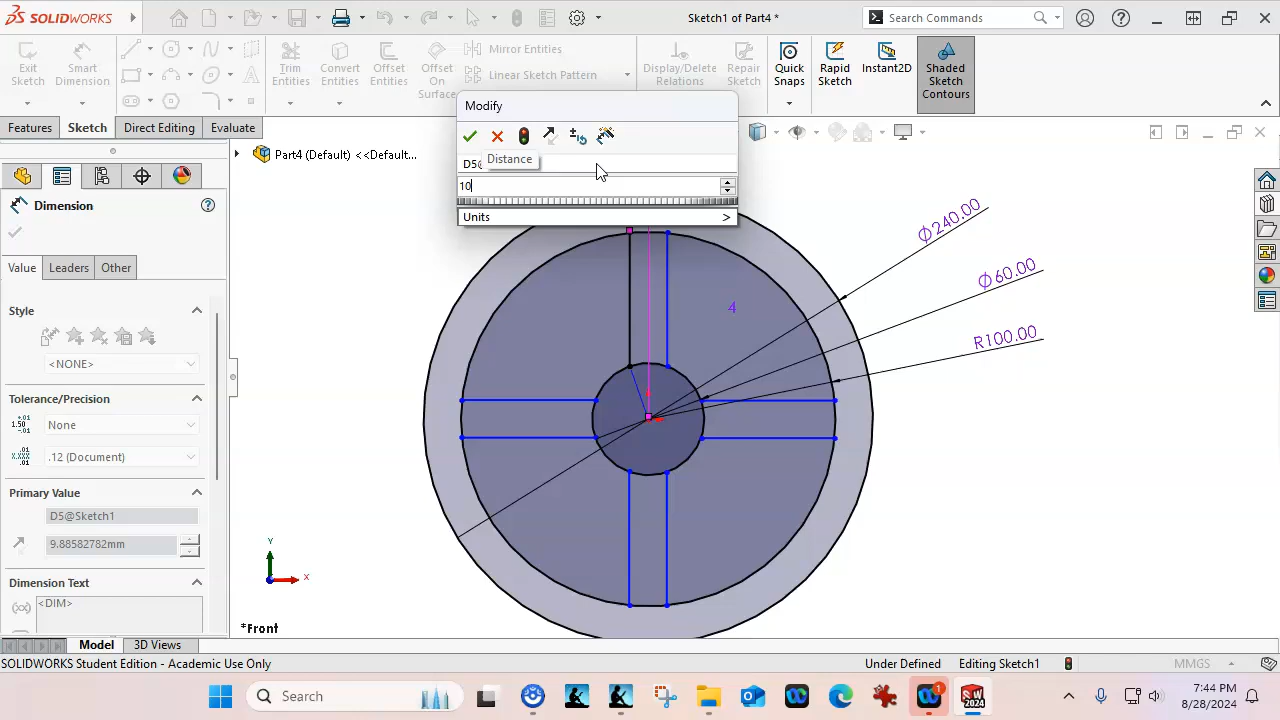 SOLIDWORKS
Sketch1 of Part4 *
Search Commands
Exit Sketch
Smart Dimension
Trim Entities
Convert Entities
Offset Entities
Offset On Surface
Mirror Entities
Linear Sketch Pattern
Display/Delete Relations
Repair Sketch
Quick Snaps
Rapid Sketch
Instant2D
Shaded Sketch Contours
Features
Sketch
Direct Editing
Evaluate
Modify
D5@
Distance
10
Units
>
Part4 (Default) <<Default...
Dimension
Value
Leaders
Other
Style
<NONE>
Tolerance/Precision
None
.12 (Document)
Primary Value
D5@Sketch1
9.88582782mm
Dimension Text
<DIM>
Φ240.00
Φ60.00
R100.00
4
Y
X
*Front
Model
3D Views
SOLIDWORKS Student Edition - Academic Use Only
Under Defined
Editing Sketch1
MMGS
Search
1
2024
7:44 PM
8/28/2024